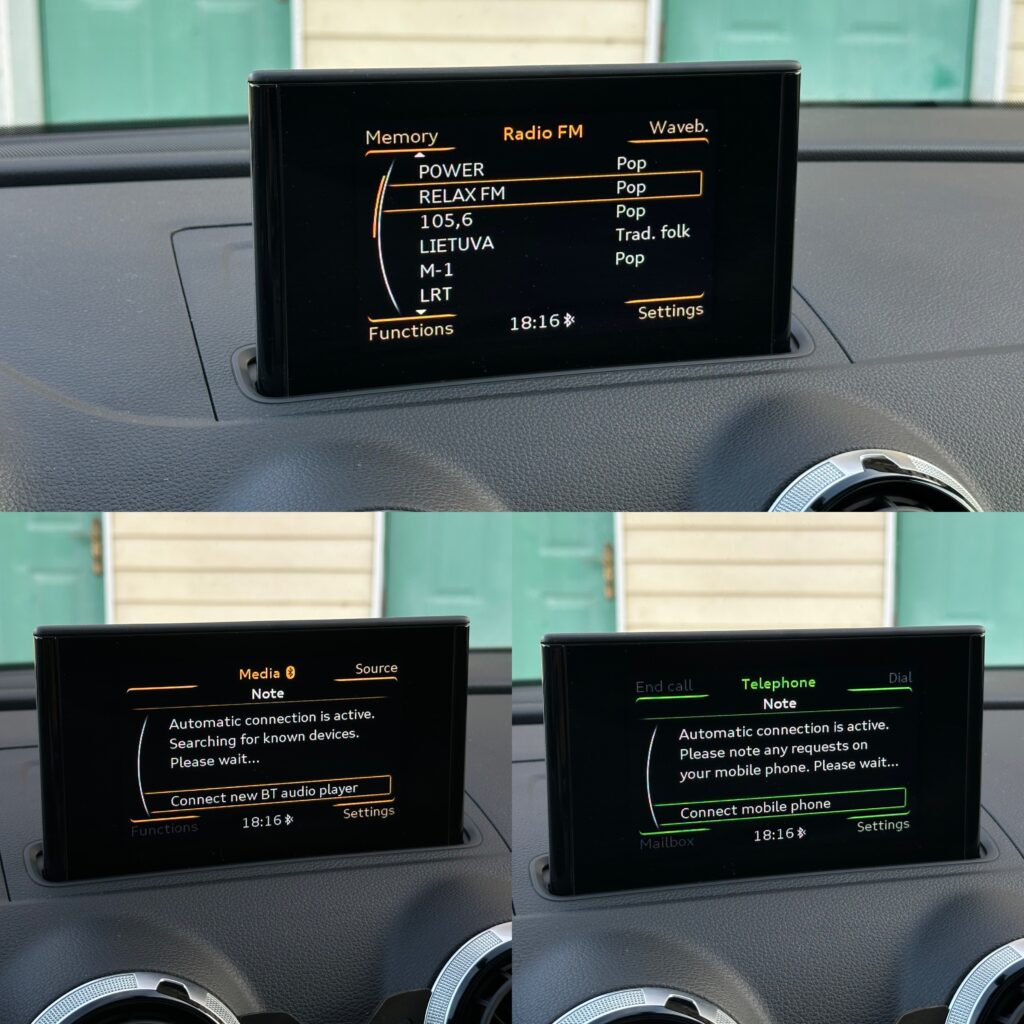 Memory Radio FM Waveb.
POWER Pop
RELAX FM Pop
105,6 Pop
LIETUVA Trad. folk
M-1 Pop
LRT
Functions 18:16 Settings
Media Source
Note
Automatic connection is active.
Searching for known devices.
Please wait...
Connect new BT audio player
Functions 18:16 Settings
End call Telephone Dial
Note
Automatic connection is active.
Please note any requests on
your mobile phone. Please wait...
Connect mobile phone
Mailbox 18:16 Settings